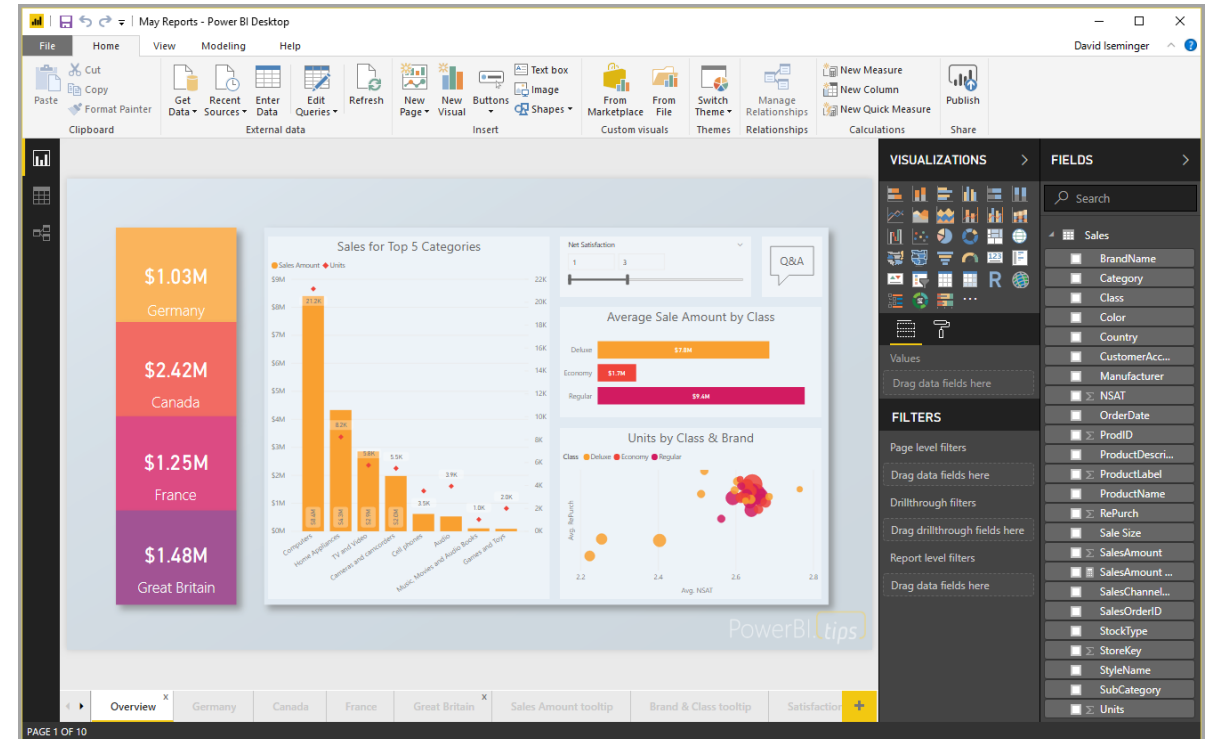 May Reports - Power BI Desktop
File Home View Modeling Help David Iseminger
Paste Cut Copy Format Painter
Get Data Recent Sources Enter Data Edit Queries Refresh
New Page New Visual Buttons Text box Image Shapes
From Marketplace From File Switch Theme Manage Relationships
New Measure New Column New Quick Measure Publish
Clipboard External data Insert Custom visuals Themes Relationships Calculations Share
$1.03M
Germany
$2.42M
Canada
$1.25M
France
$1.48M
Great Britain
Sales for Top 5 Categories
Sales Amount Units
$9M
$8M
$7M
$6M
$5M
$4M
$3M
$2M
$1M
$0M
22K
20K
18K
16K
14K
12K
10K
8K
6K
4K
2K
0K
21.2K
8.2K
5.8K
5.5K
3.5K
3.9K
1.0K
2.0K
$8.4M
$4.3M
$2.9M
$2.0M
Computers
Home Appliances
TV and Video
Cameras and camcorders
Cell phones
Audio
Music, Movies and Audio Books
Games and Toys
Net Satisfaction
1 3
Q&A
Average Sale Amount by Class
Deluxe $7.9M
Economy $1.7M
Regular $9.4M
Units by Class & Brand
Class Deluxe Economy Regular
Avg. RePurch
2.2 2.4 2.6 2.8
Avg. NSAT
PowerBI.tips
VISUALIZATIONS
R
123
Values
Drag data fields here
FILTERS
Page level filters
Drag data fields here
Drillthrough filters
Drag drillthrough fields here
Report level filters
Drag data fields here
FIELDS
Search
Sales
BrandName
Category
Class
Color
Country
CustomerAcc...
Manufacturer
Σ NSAT
OrderDate
Σ ProdID
ProductDescri...
Σ ProductLabel
ProductName
Σ RePurch
Sale Size
Σ SalesAmount
SalesAmount ...
SalesChannel...
SalesOrderID
StockType
Σ StoreKey
StyleName
SubCategory
Σ Units
Overview Germany Canada France Great Britain Sales Amount tooltip Brand & Class tooltip Satisfaction
PAGE 1 OF 10